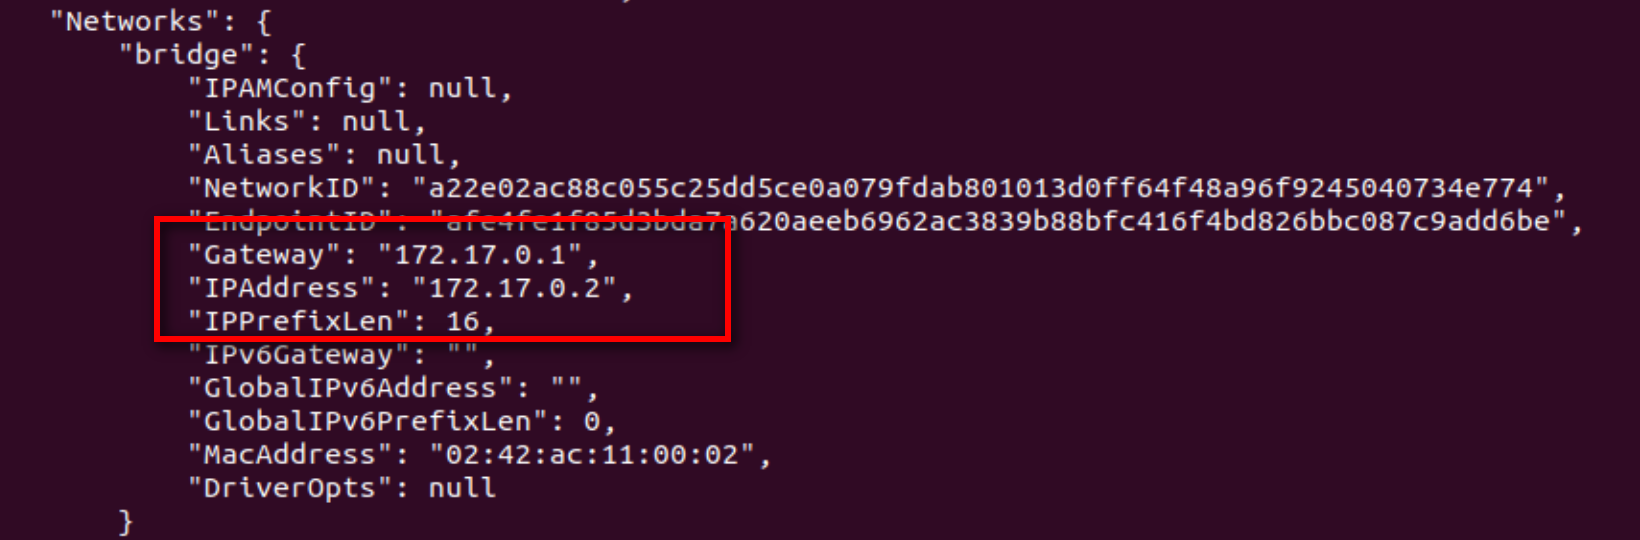 "Networks": {
"bridge": {
"IPAMConfig": null,
"Links": null,
"Aliases": null,
"NetworkID": "a22e02ac88c055c25dd5ce0a079fdab801013d0ff64f48a96f9245040734e774",
"EndpointID": "afe4fe1f85d3bda7a620aeeb6962ac3839b88bfc416f4bd826bbc087c9add6be",
"Gateway": "172.17.0.1",
"IPAddress": "172.17.0.2",
"IPPrefixLen": 16,
"IPv6Gateway": "",
"GlobalIPv6Address": "",
"GlobalIPv6PrefixLen": 0,
"MacAddress": "02:42:ac:11:00:02",
"DriverOpts": null
}